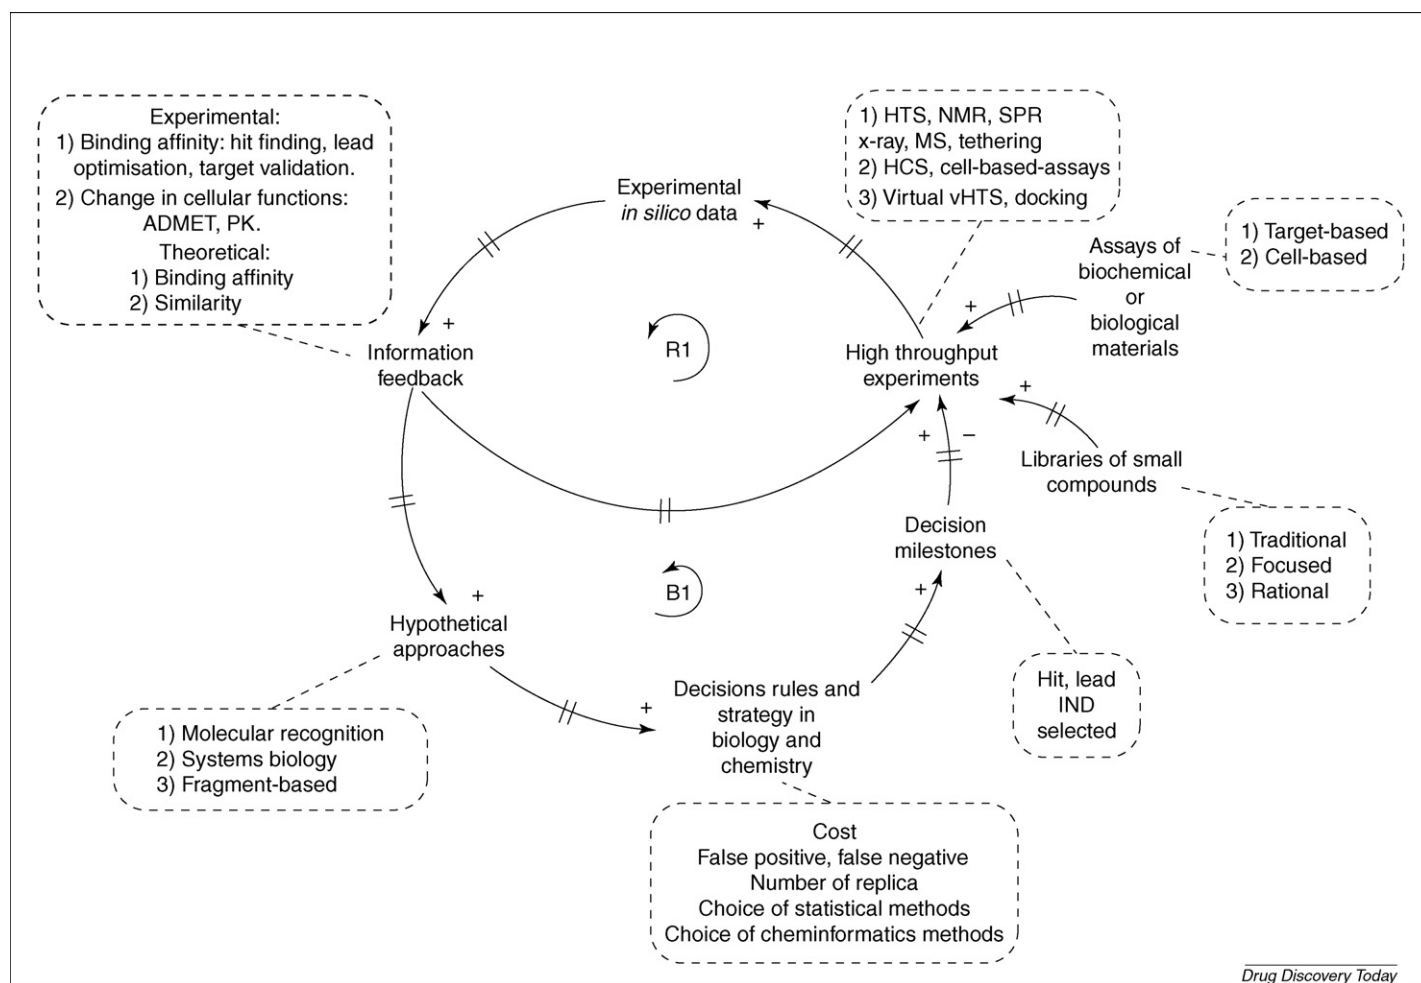 Experimental:
1) Binding affinity: hit finding, lead
optimisation, target validation.
2) Change in cellular functions:
ADMET, PK.
Theoretical:
1) Binding affinity
2) Similarity
1) HTS, NMR, SPR
x-ray, MS, tethering
2) HCS, cell-based-assays
3) Virtual vHTS, docking
Experimental
in silico data
+
1) Target-based
2) Cell-based
Assays of
biochemical
or
biological
materials
+
+
Information
feedback
R1
High throughput
experiments
+
+ –
Libraries of small
compounds
Decision
milestones
1) Traditional
2) Focused
3) Rational
B1
+
+
Hypothetical
approaches
Hit, lead
IND
selected
+
Decisions rules and
strategy in
biology and
chemistry
1) Molecular recognition
2) Systems biology
3) Fragment-based
Cost
False positive, false negative
Number of replica
Choice of statistical methods
Choice of cheminformatics methods
Drug Discovery Today